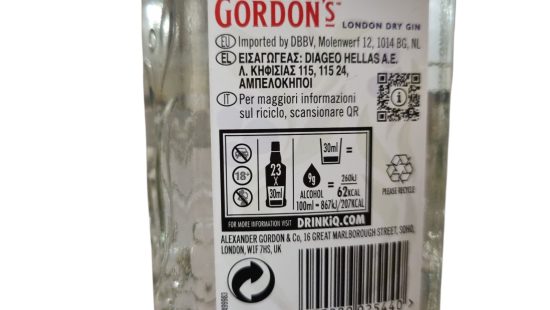 GORDON'S
LONDON DRY GIN
EU Imported by DBBV, Molenwerf 12, 1014 BG, NL
EL ΕΙΣΑΓΩΓΕΑΣ: DIAGEO HELLAS A.E.
Λ. ΚΗΦΙΣΙΑΣ 115, 115 24,
ΑΜΠΕΛΟΚΗΠΟΙ
IT Per maggiori informazioni
sul riciclo, scansionare QR
18+
23
X
30ml
30ml =
9g
ALCOHOL
= 260kJ
62KCAL
100ml = 867kJ/207KCAL
FOR MORE INFORMATION VISIT DRINKiQ.COM
PLEASE RECYCLE
ALEXANDER GORDON & Co, 16 GREAT MARLBOROUGH STREET, SOHO,
LONDON, W1F 7HS, UK